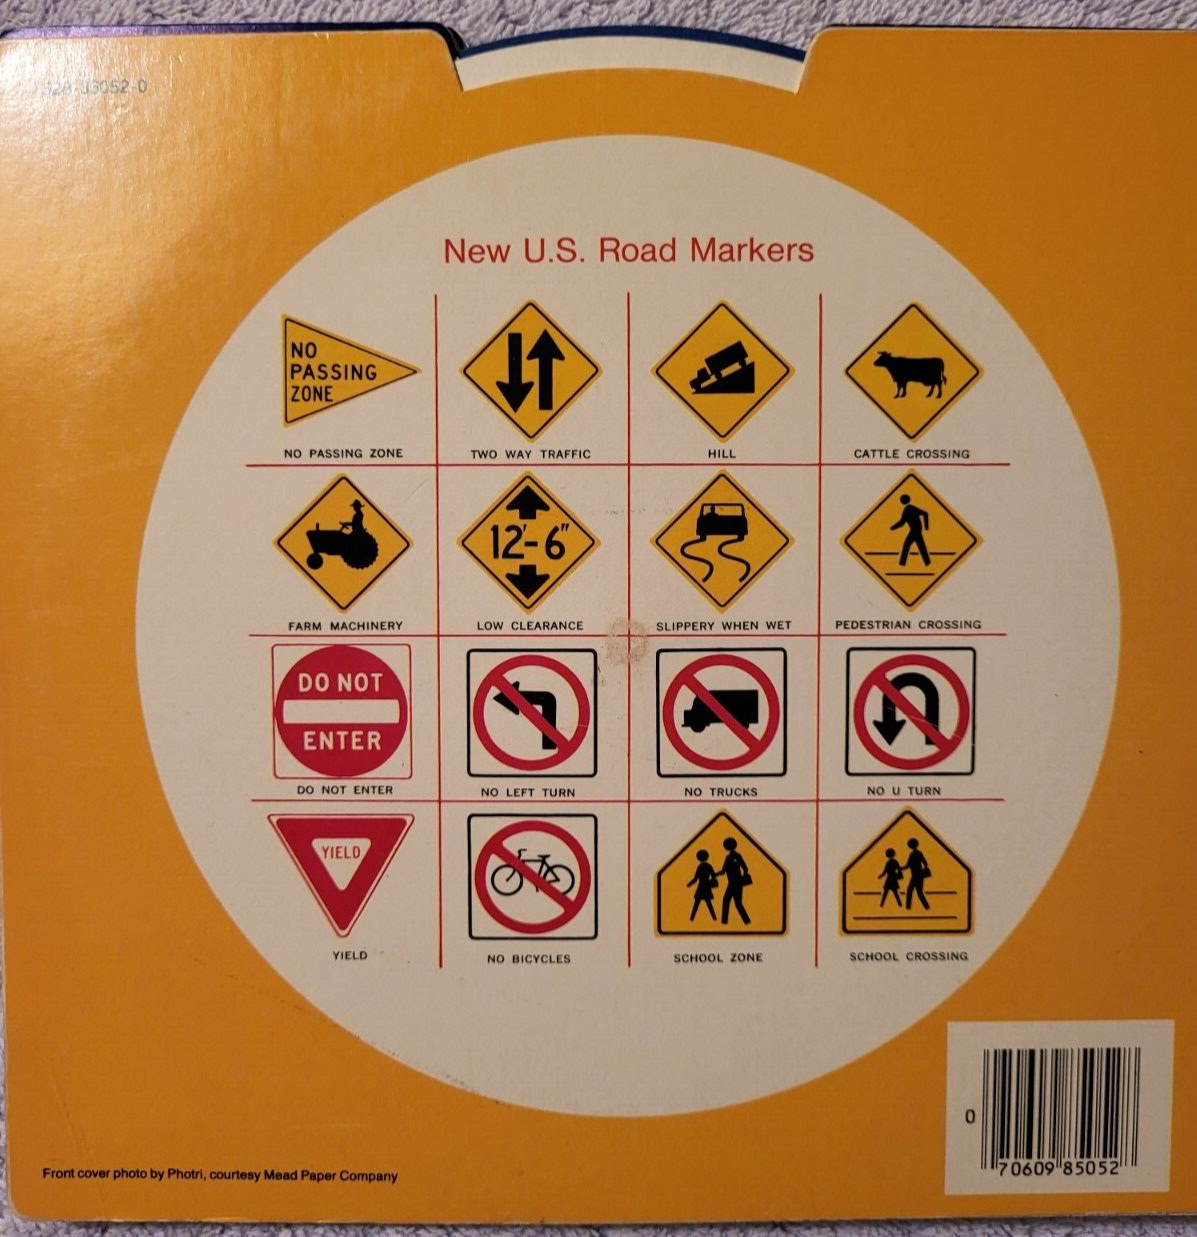 85052-0
New U.S. Road Markers
NO
PASSING
ZONE
NO PASSING ZONE
TWO WAY TRAFFIC
HILL
CATTLE CROSSING
12'-6"
FARM MACHINERY
LOW CLEARANCE
SLIPPERY WHEN WET
PEDESTRIAN CROSSING
DO NOT
ENTER
DO NOT ENTER
NO LEFT TURN
NO TRUCKS
NO U TURN
YIELD
YIELD
NO BICYCLES
SCHOOL ZONE
SCHOOL CROSSING
0
70609 85052
Front cover photo by Photri, courtesy Mead Paper Company